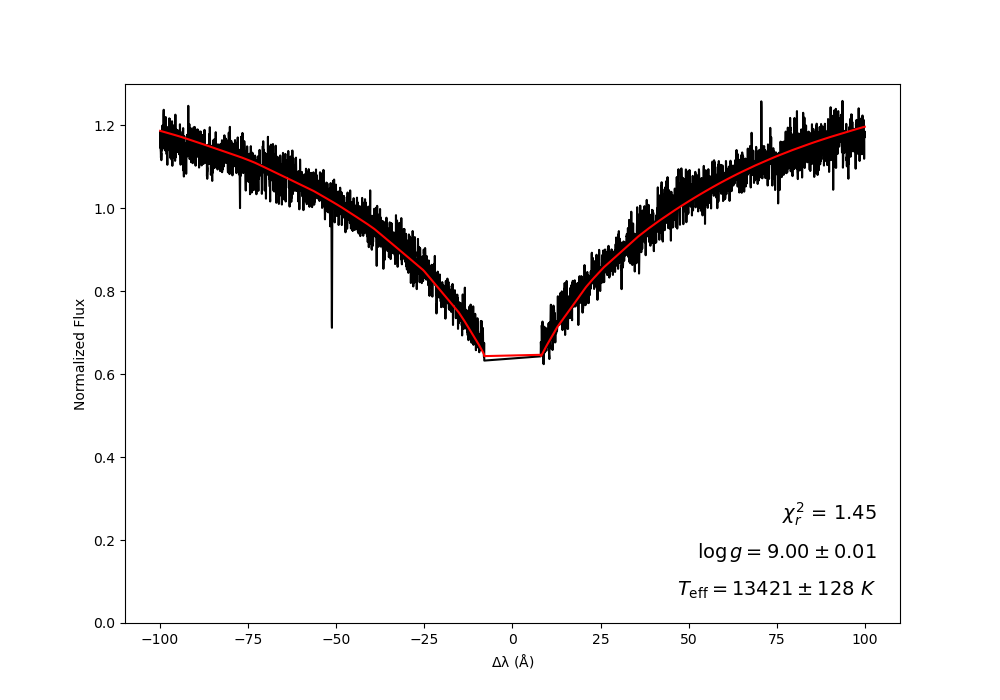 1.2
1.0
0.8
0.6
0.4
0.2
0.0
Normalized Flux
χ²ᵣ = 1.45
log g = 9.00 ± 0.01
T_eff = 13421 ± 128 K
−100 −75 −50 −25 0 25 50 75 100
Δλ (Å)